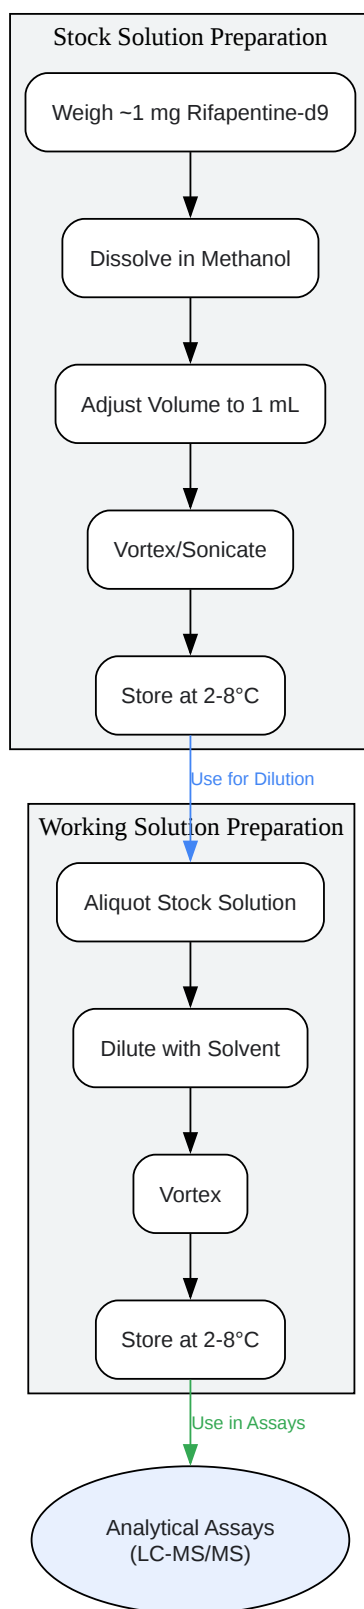 Stock Solution Preparation
Weigh ~1 mg Rifapentine-d9
Dissolve in Methanol
Adjust Volume to 1 mL
Vortex/Sonicate
Store at 2-8°C
Use for Dilution
Working Solution Preparation
Aliquot Stock Solution
Dilute with Solvent
Vortex
Store at 2-8°C
Use in Assays
Analytical Assays
(LC-MS/MS)